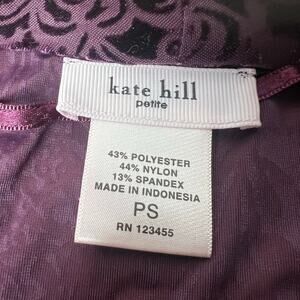 kate hill
petite
43% POLYESTER
44% NYLON
13% SPANDEX
MADE IN INDONESIA
PS
RN 123455